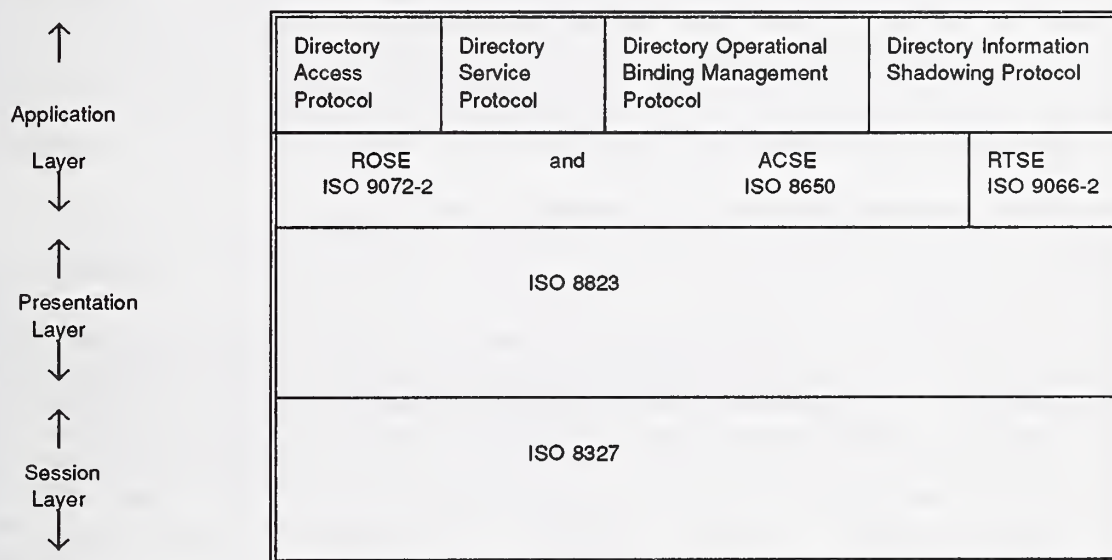 Directory
Access
Protocol
Directory
Service
Protocol
Directory Operational
Binding Management
Protocol
Directory Information
Shadowing Protocol
Application
Layer
ROSE and ACSE RTSE
ISO 9072-2 ISO 8650 ISO 9066-2
ISO 8823
Presentation
Layer
ISO 8327
Session
Layer